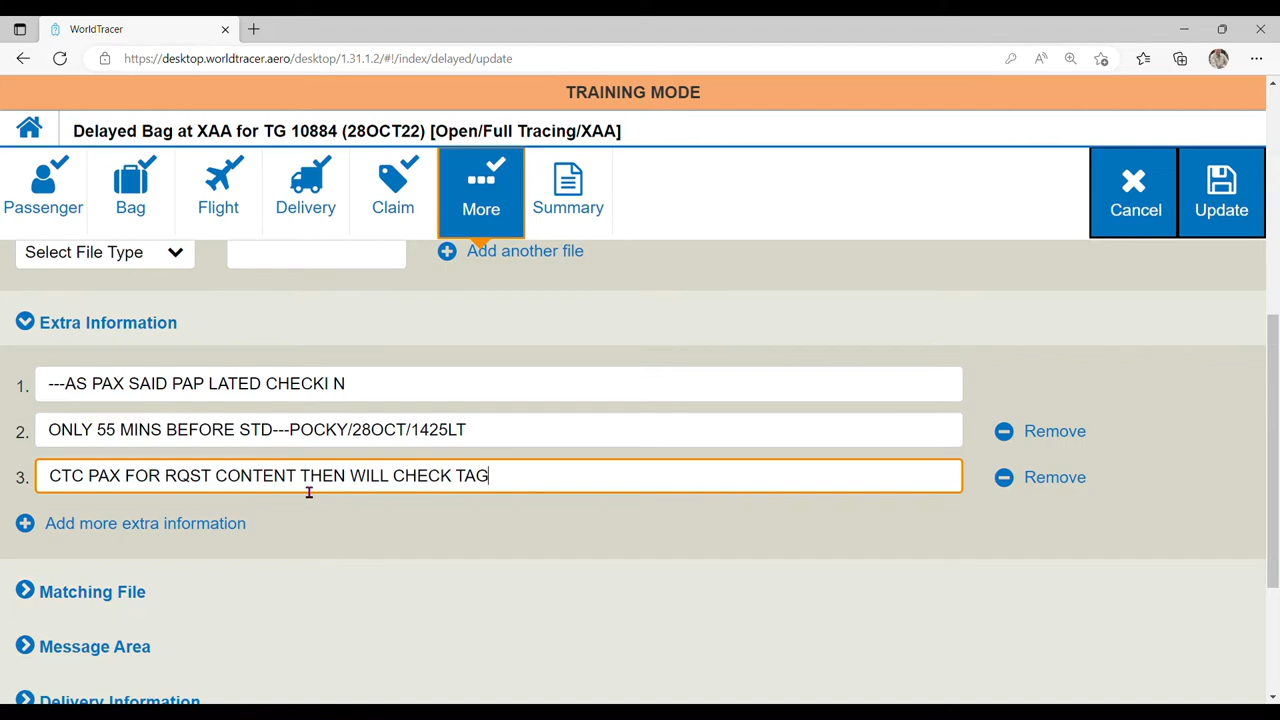 WorldTracer
https://desktop.worldtracer.aero/desktop/1.31.1.2/#!/index/delayed/update
TRAINING MODE
Delayed Bag at XAA for TG 10884 (28OCT22) [Open/Full Tracing/XAA]
Passenger
Bag
Flight
Delivery
Claim
More
Summary
Cancel
Update
Select File Type
Add another file
Extra Information
1. ---AS PAX SAID PAP LATED CHECKI N
2. ONLY 55 MINS BEFORE STD---POCKY/28OCT/1425LT Remove
3. CTC PAX FOR RQST CONTENT THEN WILL CHECK TAG Remove
Add more extra information
Matching File
Message Area
Delivery Information